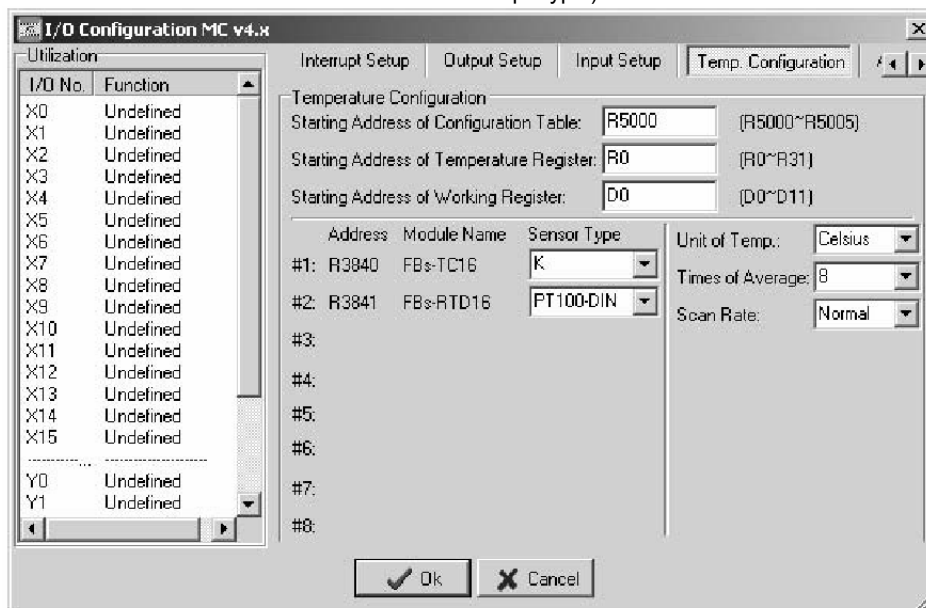 I/O Configuration MC v4.x
Utilization
I/O No. Function
X0 Undefined
X1 Undefined
X2 Undefined
X3 Undefined
X4 Undefined
X5 Undefined
X6 Undefined
X7 Undefined
X8 Undefined
X9 Undefined
X10 Undefined
X11 Undefined
X12 Undefined
X13 Undefined
X14 Undefined
X15 Undefined
Y0 Undefined
Y1 Undefined
Interrupt Setup Output Setup Input Setup Temp. Configuration
Temperature Configuration
Starting Address of Configuration Table: R5000 (R5000~R5005)
Starting Address of Temperature Register: R0 (R0~R31)
Starting Address of Working Register: D0 (D0~D11)
Address Module Name Sensor Type
#1: R3840 FBs-TC16 K
#2: R3841 FBs-RTD16 PT100-DIN
#3:
#4:
#5:
#6:
#7:
#8:
Unit of Temp.: Celsius
Times of Average: 8
Scan Rate: Normal
Ok Cancel